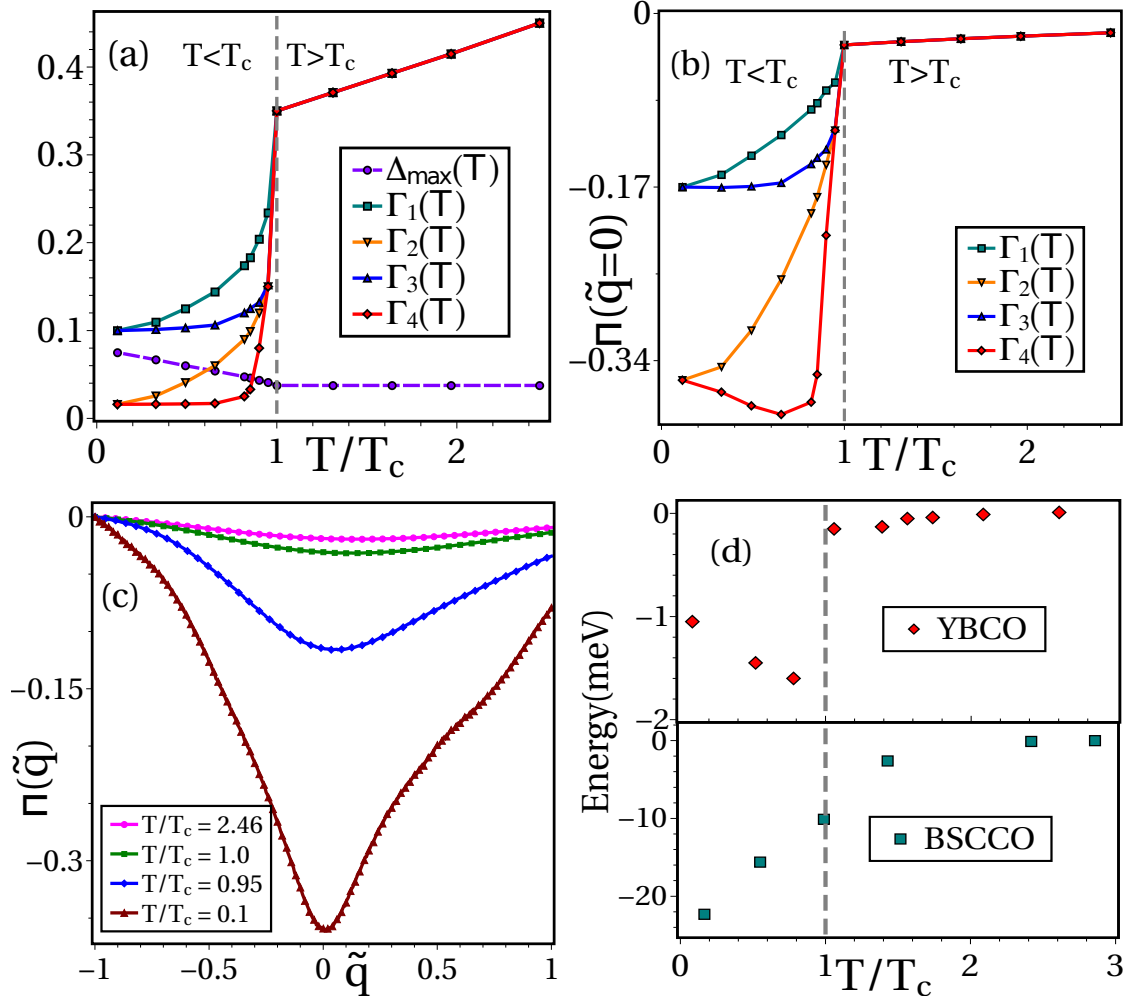 (a)
T<T_c
T>T_c
Δ_max(T)
Γ_1(T)
Γ_2(T)
Γ_3(T)
Γ_4(T)
0.4
0.3
0.2
0.1
0
0 1 2
T/T_c
(b)
T<T_c
T>T_c
Γ_1(T)
Γ_2(T)
Γ_3(T)
Γ_4(T)
0
−0.17
−0.34
Π(q̃=0)
0 1 2
T/T_c
(c)
0
−0.15
−0.3
Π(q̃)
T/T_c = 2.46
T/T_c = 1.0
T/T_c = 0.95
T/T_c = 0.1
−1 −0.5 0 0.5 1
q̃
(d)
0
−1
−2
YBCO
Energy(meV)
0
−10
−20
BSCCO
0 1 2 3
T/T_c